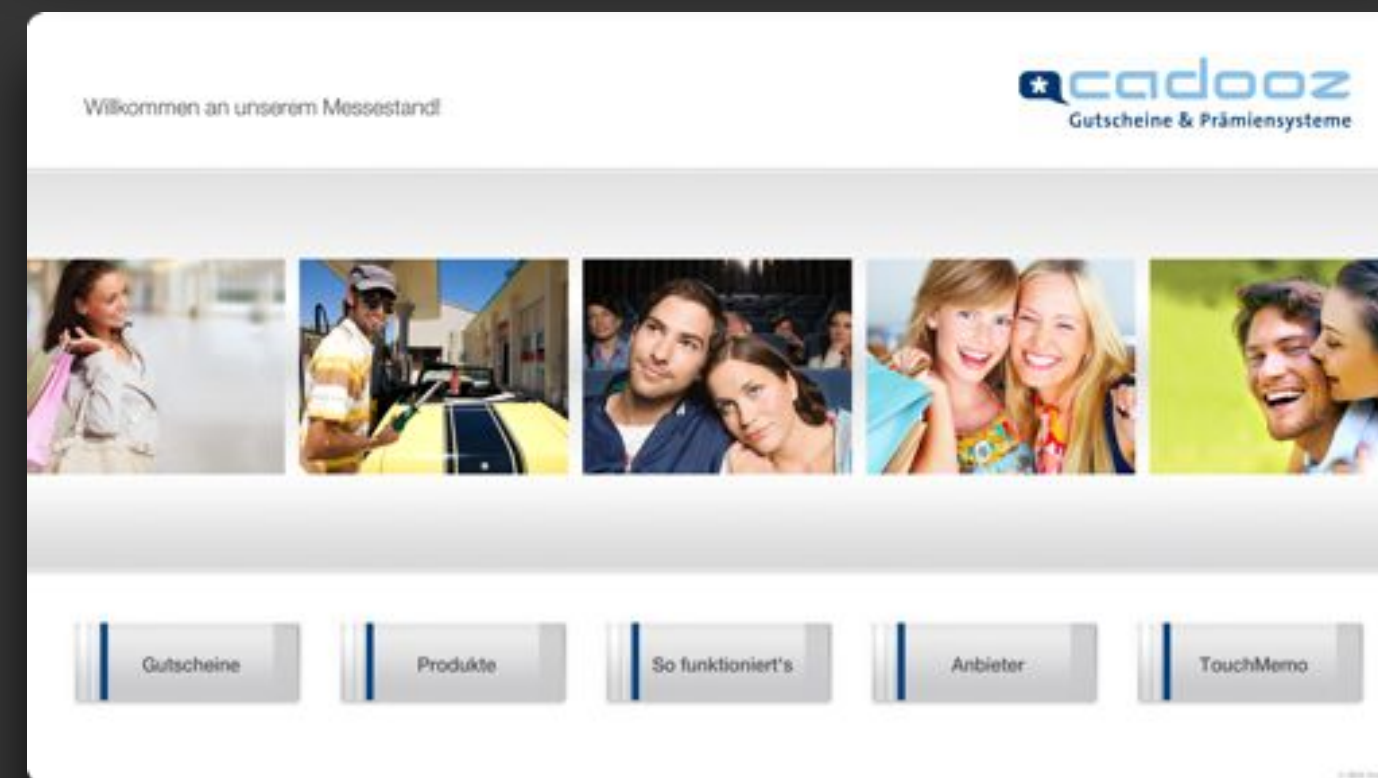 Willkommen an unserem Messestand!
cadooz
Gutscheine & Prämiensysteme
Gutscheine
Produkte
So funktioniert's
Anbieter
TouchMemo